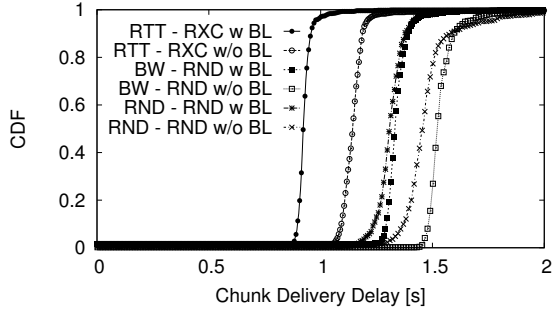 1
0.8
0.6
0.4
0.2
0
CDF
RTT - RXC w BL
RTT - RXC w/o BL
BW - RND w BL
BW - RND w/o BL
RND - RND w BL
RND - RND w/o BL
0 0.5 1 1.5 2
Chunk Delivery Delay [s]